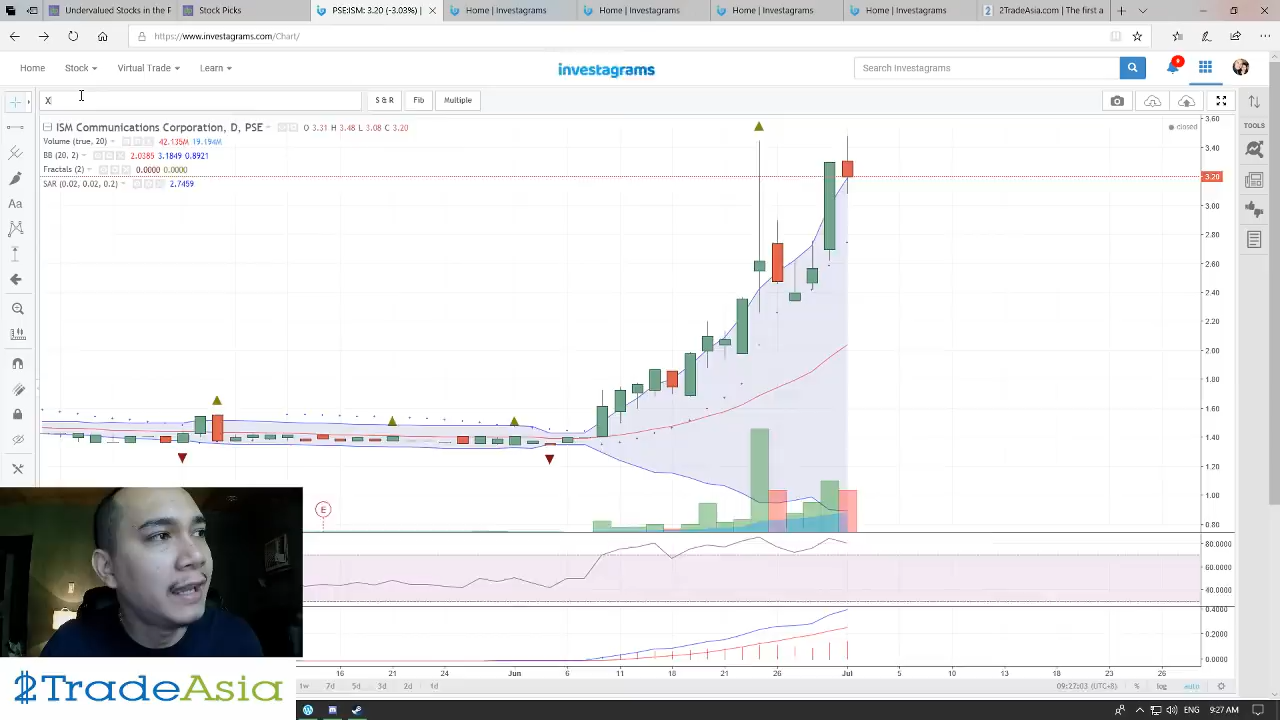 Undervalued Stocks in the P
Stock Picks
PSE:ISM: 3.20 (-3.03%)
Home | Investagrams
Home | Investagrams
Home | Investagrams
Home | Investagrams
2TradeAsia.com | The first a
https://www.investagrams.com/Chart/
Home
Stock
Virtual Trade
Learn
investagrams
Search Investagrams
X
S & R
Fib
Multiple
TOOLS
ISM Communications Corporation, D, PSE
O 3.31 H 3.48 L 3.08 C 3.20
closed
Volume (true, 20)
42.135M 19.194M
BB (20, 2)
2.0385 3.1849 0.8921
Fractals (2)
0.0000 0.0000
SAR (0.02, 0.02, 0.2)
2.7459
Aa
3.60
3.40
3.20
3.00
2.80
2.60
2.40
2.20
2.00
1.80
1.60
1.40
1.20
1.00
0.80
E
80.0000
60.0000
40.0000
0.4000
0.2000
0.0000
16
21
24
Jun
6
11
13
18
21
26
Jul
5
10
13
18
23
26
1w
7d
5d
3d
2d
1d
09:27:03 (UTC+8)
%
log
auto
2TradeAsia
ENG
9:27 AM